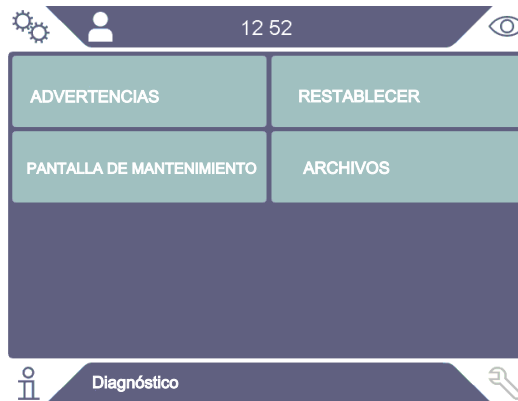 12 52
ADVERTENCIAS
RESTABLECER
PANTALLA DE MANTENIMIENTO
ARCHIVOS
Diagnóstico